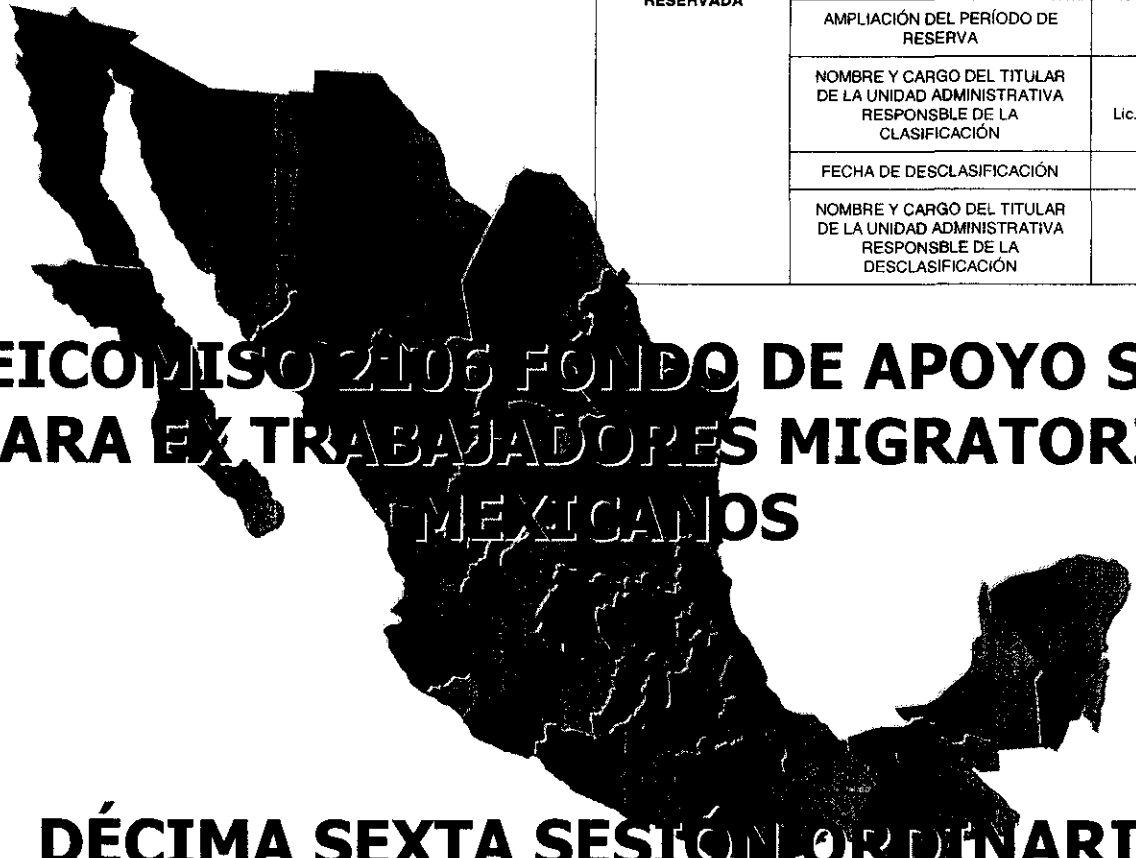 RESERVADA
AMPLIACIÓN DEL PERÍODO DE
RESERVA
NOMBRE Y CARGO DEL TITULAR
DE LA UNIDAD ADMINISTRATIVA
RESPONSBLE DE LA
CLASIFICACIÓN
Lic.
FECHA DE DESCLASIFICACIÓN
NOMBRE Y CARGO DEL TITULAR
DE LA UNIDAD ADMINISTRATIVA
RESPONSBLE DE LA
DESCLASIFICACIÓN
EICOMISO 2106 FONDO DE APOYO S
ARA EX TRABAJADORES MIGRATOR
MEXICANOS
DÉCIMA SEXTA SESIÓN ORDINARI